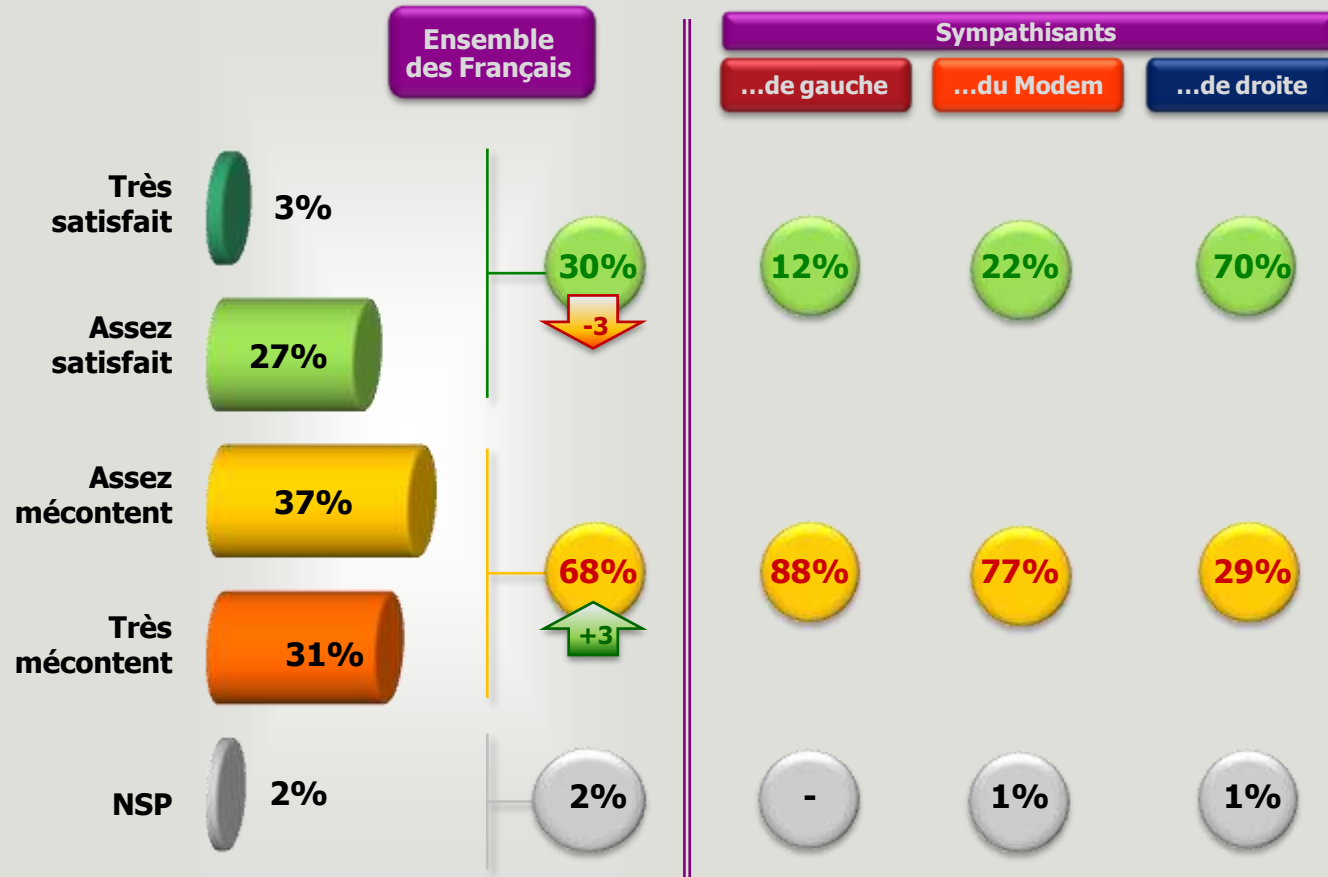 Ensemble
des Français
Sympathisants
...de gauche
...du Modem
...de droite
Très
satisfait
3%
30%
-3
12%
22%
70%
Assez
satisfait
27%
Assez
mécontent
37%
68%
+3
88%
77%
29%
Très
mécontent
31%
NSP
2%
2%
-
1%
1%